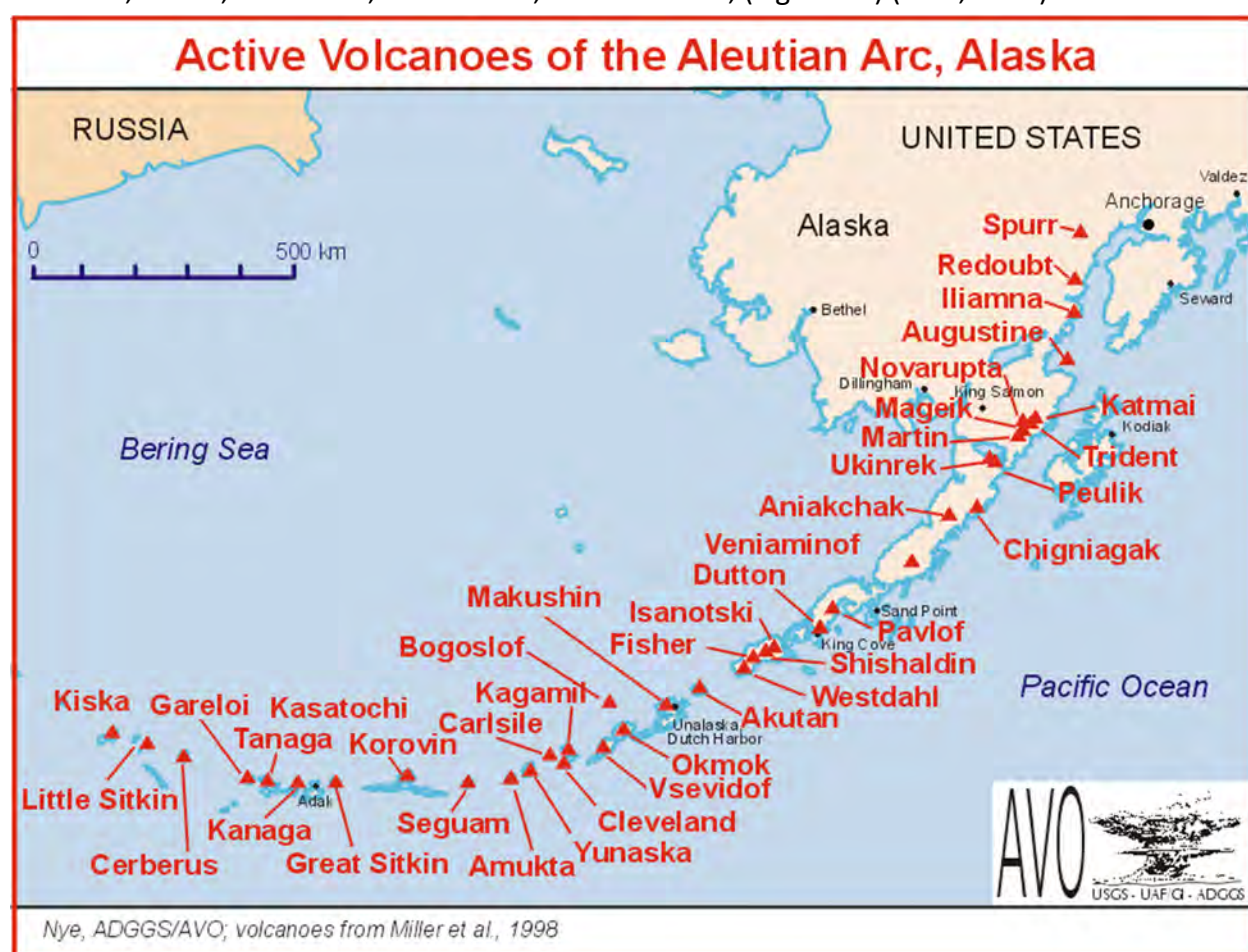 Active Volcanoes of the Aleutian Arc, Alaska
RUSSIA
UNITED STATES
Valdez
Anchorage
Alaska
Spurr
0
500 km
Redoubt
Iliamna
Seward
Bethel
Augustine
Novarupta
Dillingham
King Salmon
Mageik
Katmai
Kodiak
Martin
Bering Sea
Trident
Ukinrek
Peulik
Aniakchak
Chigniagak
Veniaminof
Dutton
Makushin
Isanotski
Sand Point
Pavlof
Fisher
King Cove
Bogoslof
Shishaldin
Pacific Ocean
Westdahl
Kiska
Gareloi
Kasatochi
Kagamil
Carlsile
Akutan
Unalaska,
Dutch Harbor
Tanaga
Korovin
Okmok
Vsevidof
Little Sitkin
Adak
Kanaga
Seguam
Cleveland
Cerberus
Great Sitkin
Amukta
Yunaska
AVO
USGS - UAF/GI - ADGGS
Nye, ADGGS/AVO; volcanoes from Miller et al., 1998